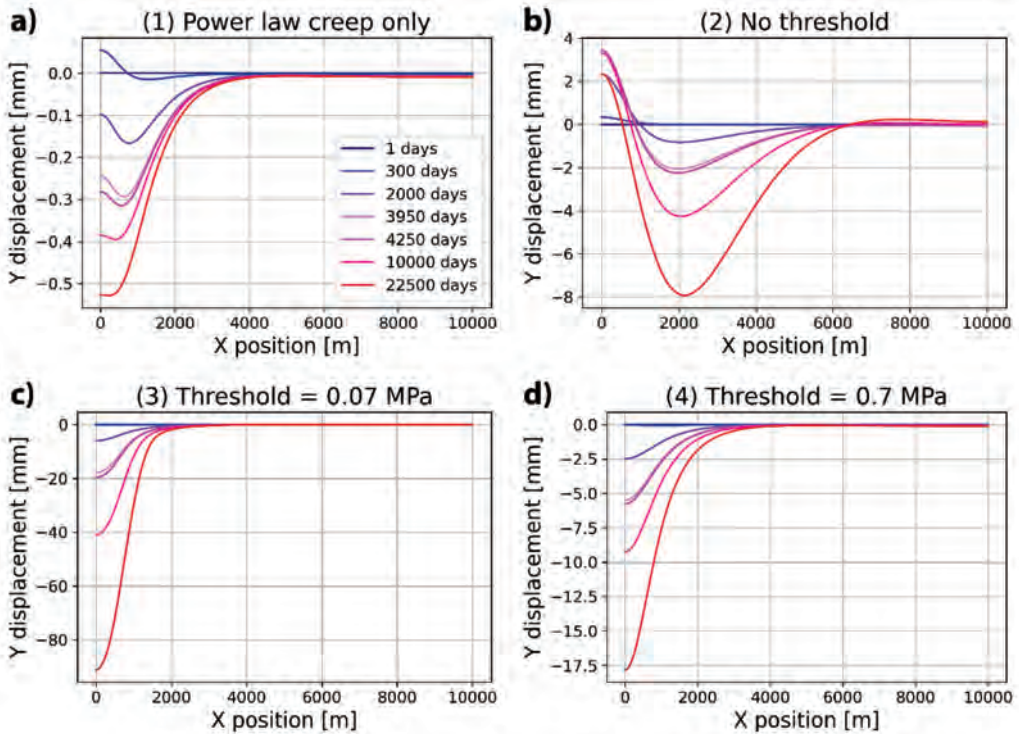 a)
(1) Power law creep only
Y displacement [mm]
0.0
−0.1
−0.2
−0.3
−0.4
−0.5
1 days
300 days
2000 days
3950 days
4250 days
10000 days
22500 days
0 2000 4000 6000 8000 10000
X position [m]
b)
(2) No threshold
Y displacement [mm]
4
2
0
−2
−4
−6
−8
0 2000 4000 6000 8000 10000
X position [m]
c)
(3) Threshold = 0.07 MPa
Y displacement [mm]
0
−20
−40
−60
−80
0 2000 4000 6000 8000 10000
X position [m]
d)
(4) Threshold = 0.7 MPa
Y displacement [mm]
0.0
−2.5
−5.0
−7.5
−10.0
−12.5
−15.0
−17.5
0 2000 4000 6000 8000 10000
X position [m]